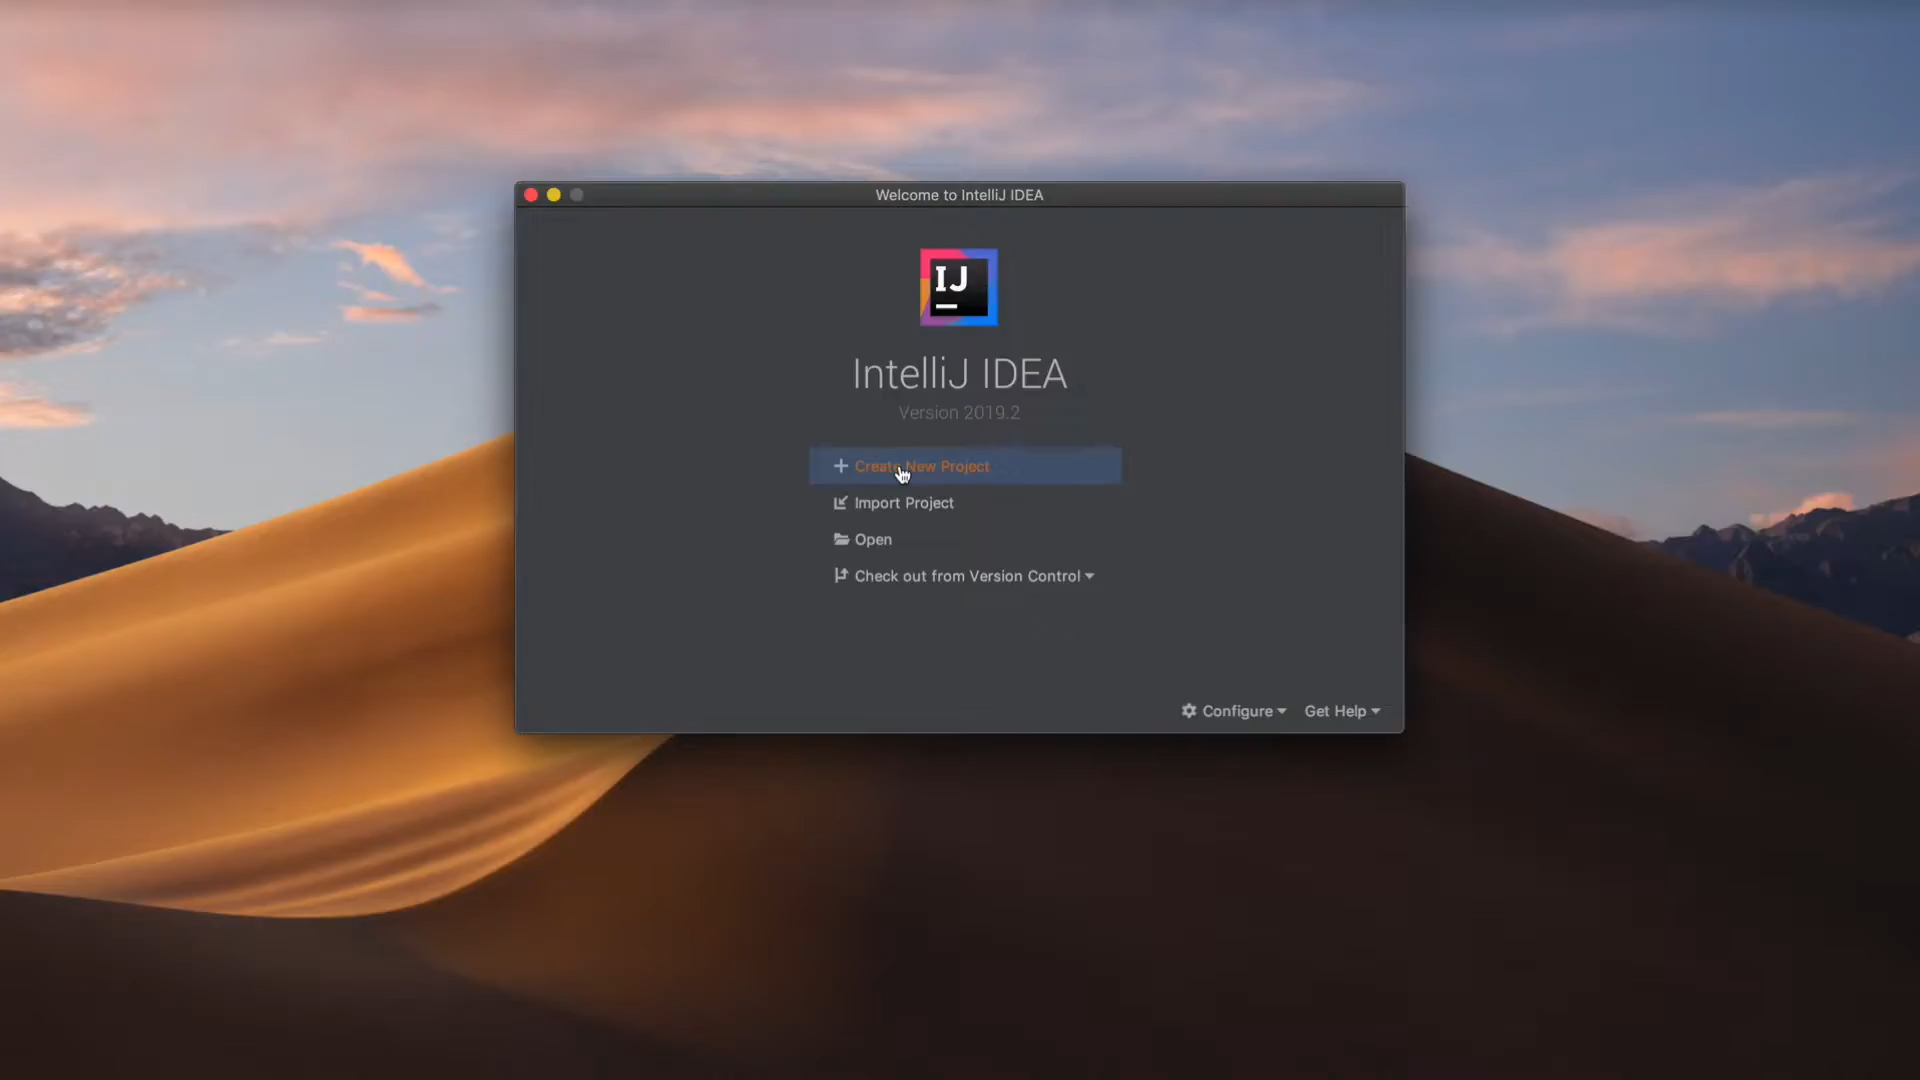 Welcome to IntelliJ IDEA
IJ
IntelliJ IDEA
Version 2019.2
Create New Project
Import Project
Open
Check out from Version Control
Configure
Get Help